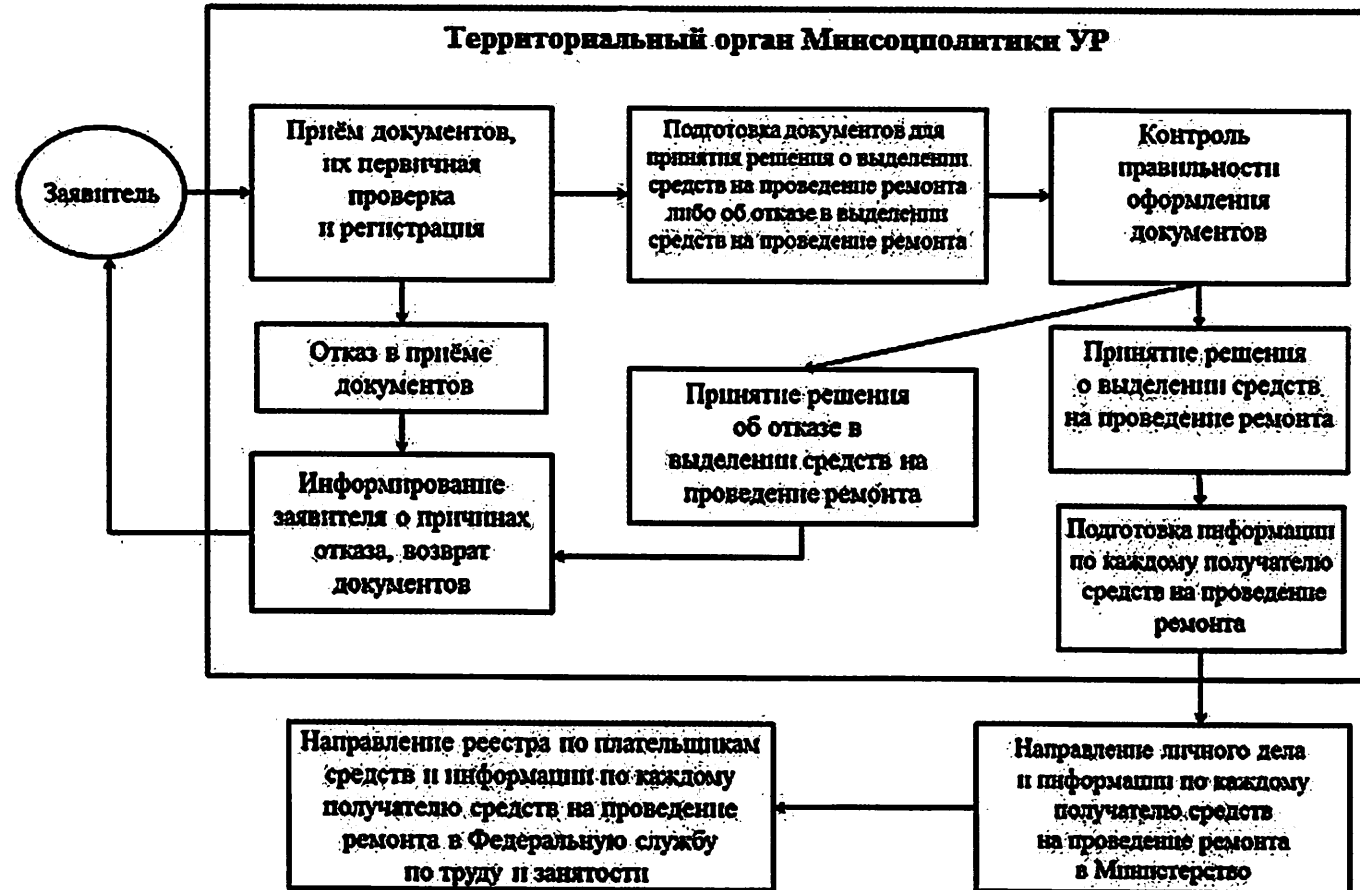 Территориальный орган Минсоцполитики УР
Заявитель
Приём документов,
их первичная
проверка
и регистрация
Подготовка документов для
принятия решения о выделении
средств на проведение ремонта
либо об отказе в выделении
средств на проведение ремонта
Контроль
правильности
оформления
документов
Отказ в приёме
документов
Принятие решения
об отказе в
выделении средств на
проведение ремонта
Принятие решения
о выделении средств
на проведение ремонта
Информирование
заявителя о причинах
отказа, возврат
документов
Подготовка информации
по каждому получателю
средств на проведение
ремонта
Направление реестра по плательщикам
средств и информации по каждому
получателю средств на проведение
ремонта в Федеральную службу
по труду и занятости
Направление личного дела
и информации по каждому
получателю средств
на проведение ремонта
в Министерство